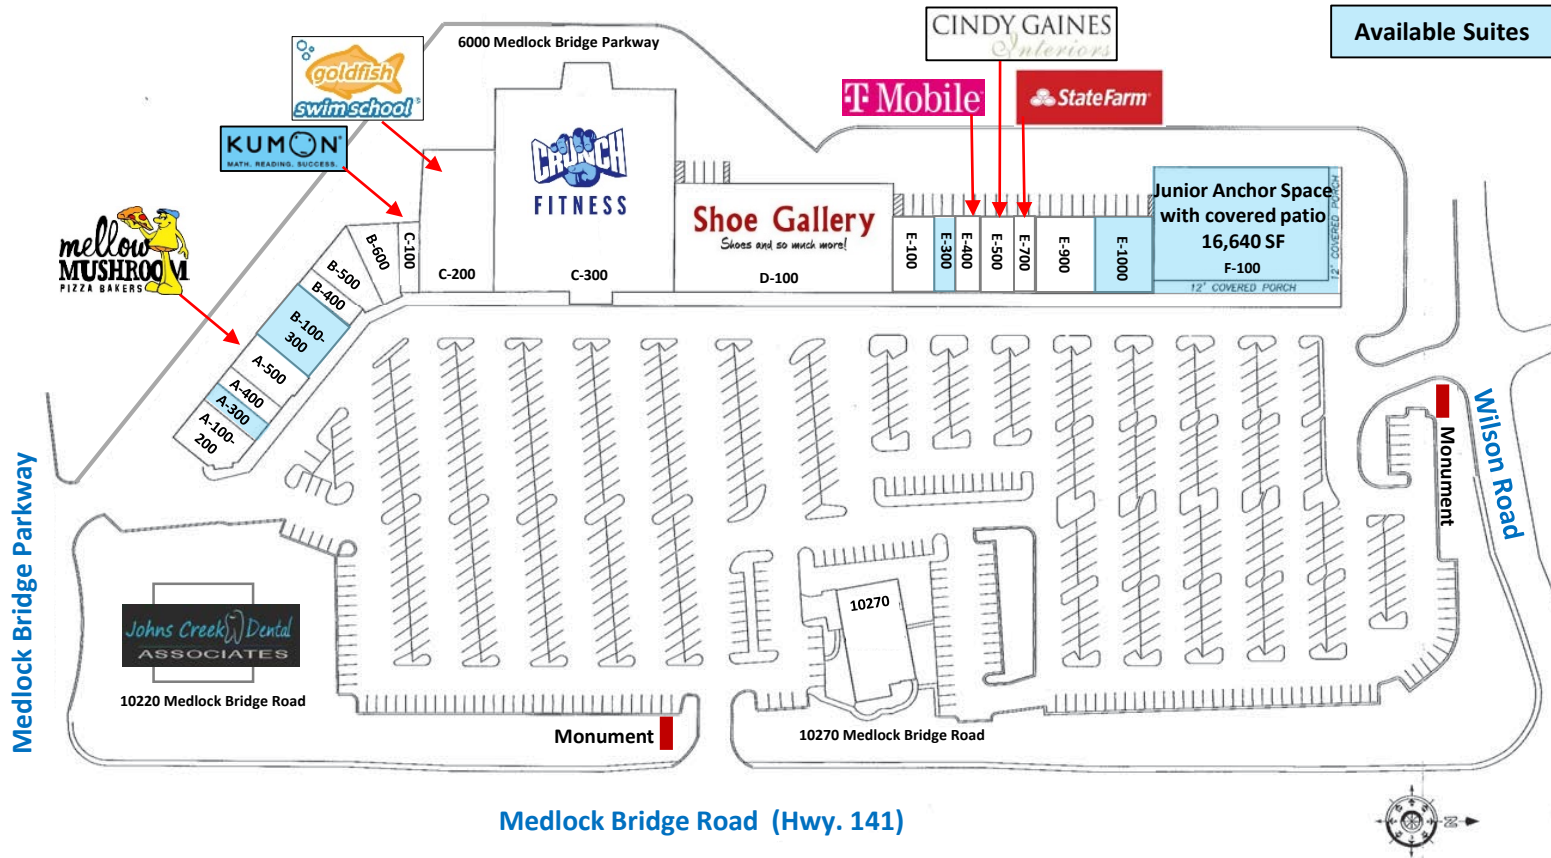 CINDY GAINES
Interiors
Available Suites
6000 Medlock Bridge Parkway
goldfish
swim school
T Mobile
StateFarm
KUMON
MATH. READING. SUCCESS.
CRUNCH
FITNESS
Junior Anchor Space
with covered patio
16,640 SF
F-100
12' COVERED PORCH
12' COVERED PORCH
Shoe Gallery
Shoes and so much more!
mellow
MUSHROOM
PIZZA BAKERS
C-100
C-200
C-300
D-100
E-100
E-300
E-400
E-500
E-700
E-900
E-1000
B-600
B-500
B-400
B-100-
300
A-500
A-400
A-300
A-100-
200
Monument
Wilson Road
Medlock Bridge Parkway
Johns Creek Dental
ASSOCIATES
10220 Medlock Bridge Road
10270
Monument
10270 Medlock Bridge Road
Medlock Bridge Road (Hwy. 141)
N